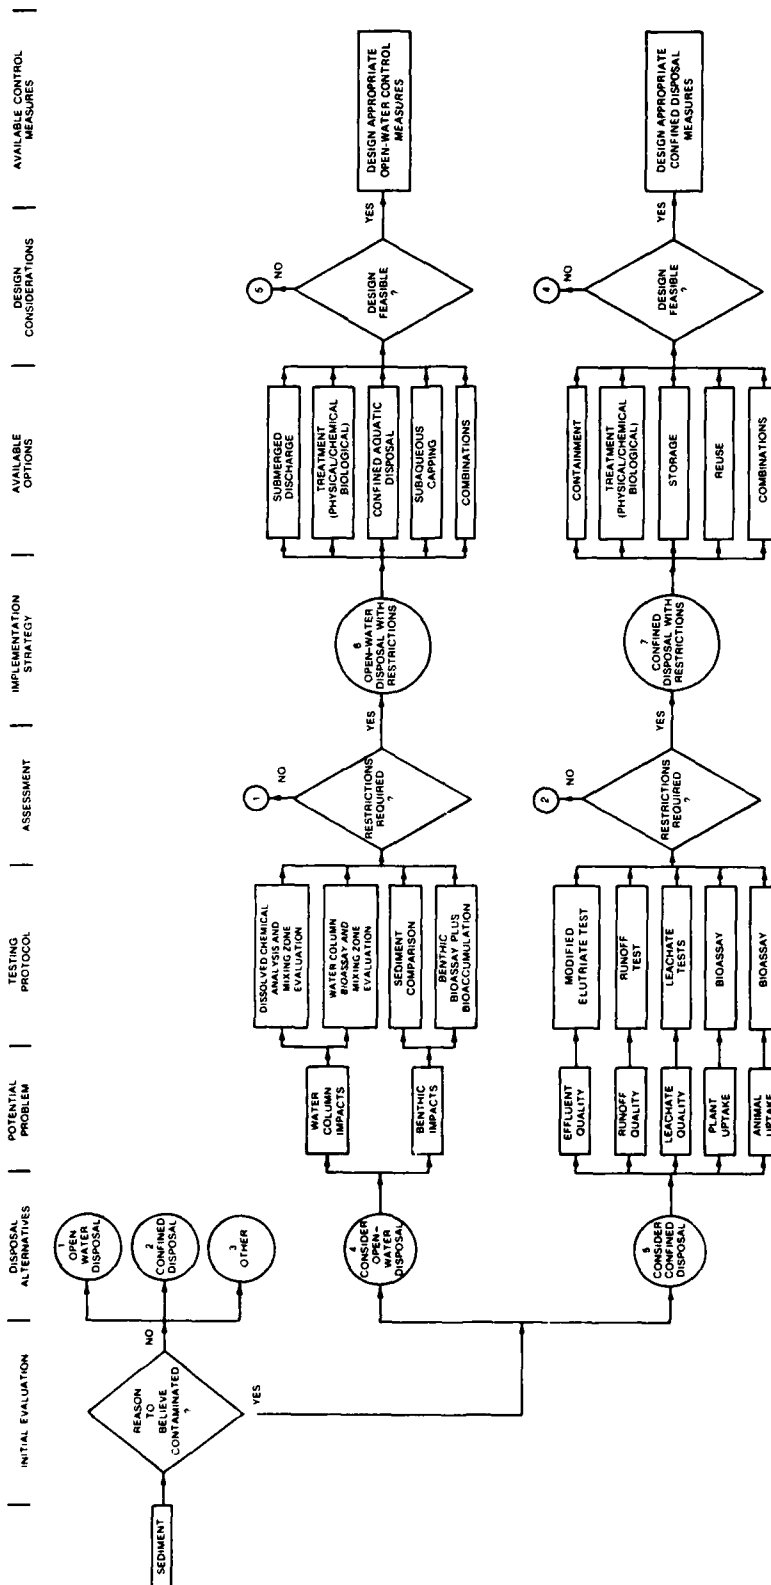 INITIAL EVALUATION
DISPOSAL
ALTERNATIVES
POTENTIAL
PROBLEM
TESTING
PROTOCOL
ASSESSMENT
IMPLEMENTATION
STRATEGY
AVAILABLE
OPTIONS
DESIGN
CONSIDERATIONS
AVAILABLE CONTROL
MEASURES
SEDIMENT
REASON
TO
BELIEVE
CONTAMINATED
?
NO
YES
1
OPEN
WATER
DISPOSAL
2
CONFINED
DISPOSAL
3
OTHER
4
CONSIDER
OPEN-
WATER
DISPOSAL
WATER
COLUMN
IMPACTS
BENTHIC
IMPACTS
DISSOLVED CHEMICAL
ANALYSIS AND
MIXING ZONE
EVALUATION
WATER COLUMN
BIOASSAY AND
MIXING ZONE
EVALUATION
SEDIMENT
COMPARISON
BENTHIC
BIOASSAY PLUS
BIOACCUMULATION
RESTRICTIONS
REQUIRED
?
NO
1
YES
6
OPEN-WATER
DISPOSAL WITH
RESTRICTIONS
SUBMERGED
DISCHARGE
TREATMENT
(PHYSICAL/CHEMICAL
BIOLOGICAL)
CONFINED AQUATIC
DISPOSAL
SUBAQUEOUS
CAPPING
COMBINATIONS
DESIGN
FEASIBLE
?
NO
5
YES
DESIGN APPROPRIATE
OPEN-WATER CONTROL
MEASURES
5
CONSIDER
CONFINED
DISPOSAL
EFFLUENT
QUALITY
RUNOFF
QUALITY
LEACHATE
QUALITY
PLANT
UPTAKE
ANIMAL
UPTAKE
MODIFIED
ELUTRIATE TEST
RUNOFF
TEST
LEACHATE
TESTS
BIOASSAY
BIOASSAY
RESTRICTIONS
REQUIRED
?
NO
2
YES
7
CONFINED
DISPOSAL WITH
RESTRICTIONS
CONTAINMENT
TREATMENT
(PHYSICAL/CHEMICAL
BIOLOGICAL)
STORAGE
REUSE
COMBINATIONS
DESIGN
FEASIBLE
?
NO
4
YES
DESIGN APPROPRIATE
CONFINED DISPOSAL
MEASURES